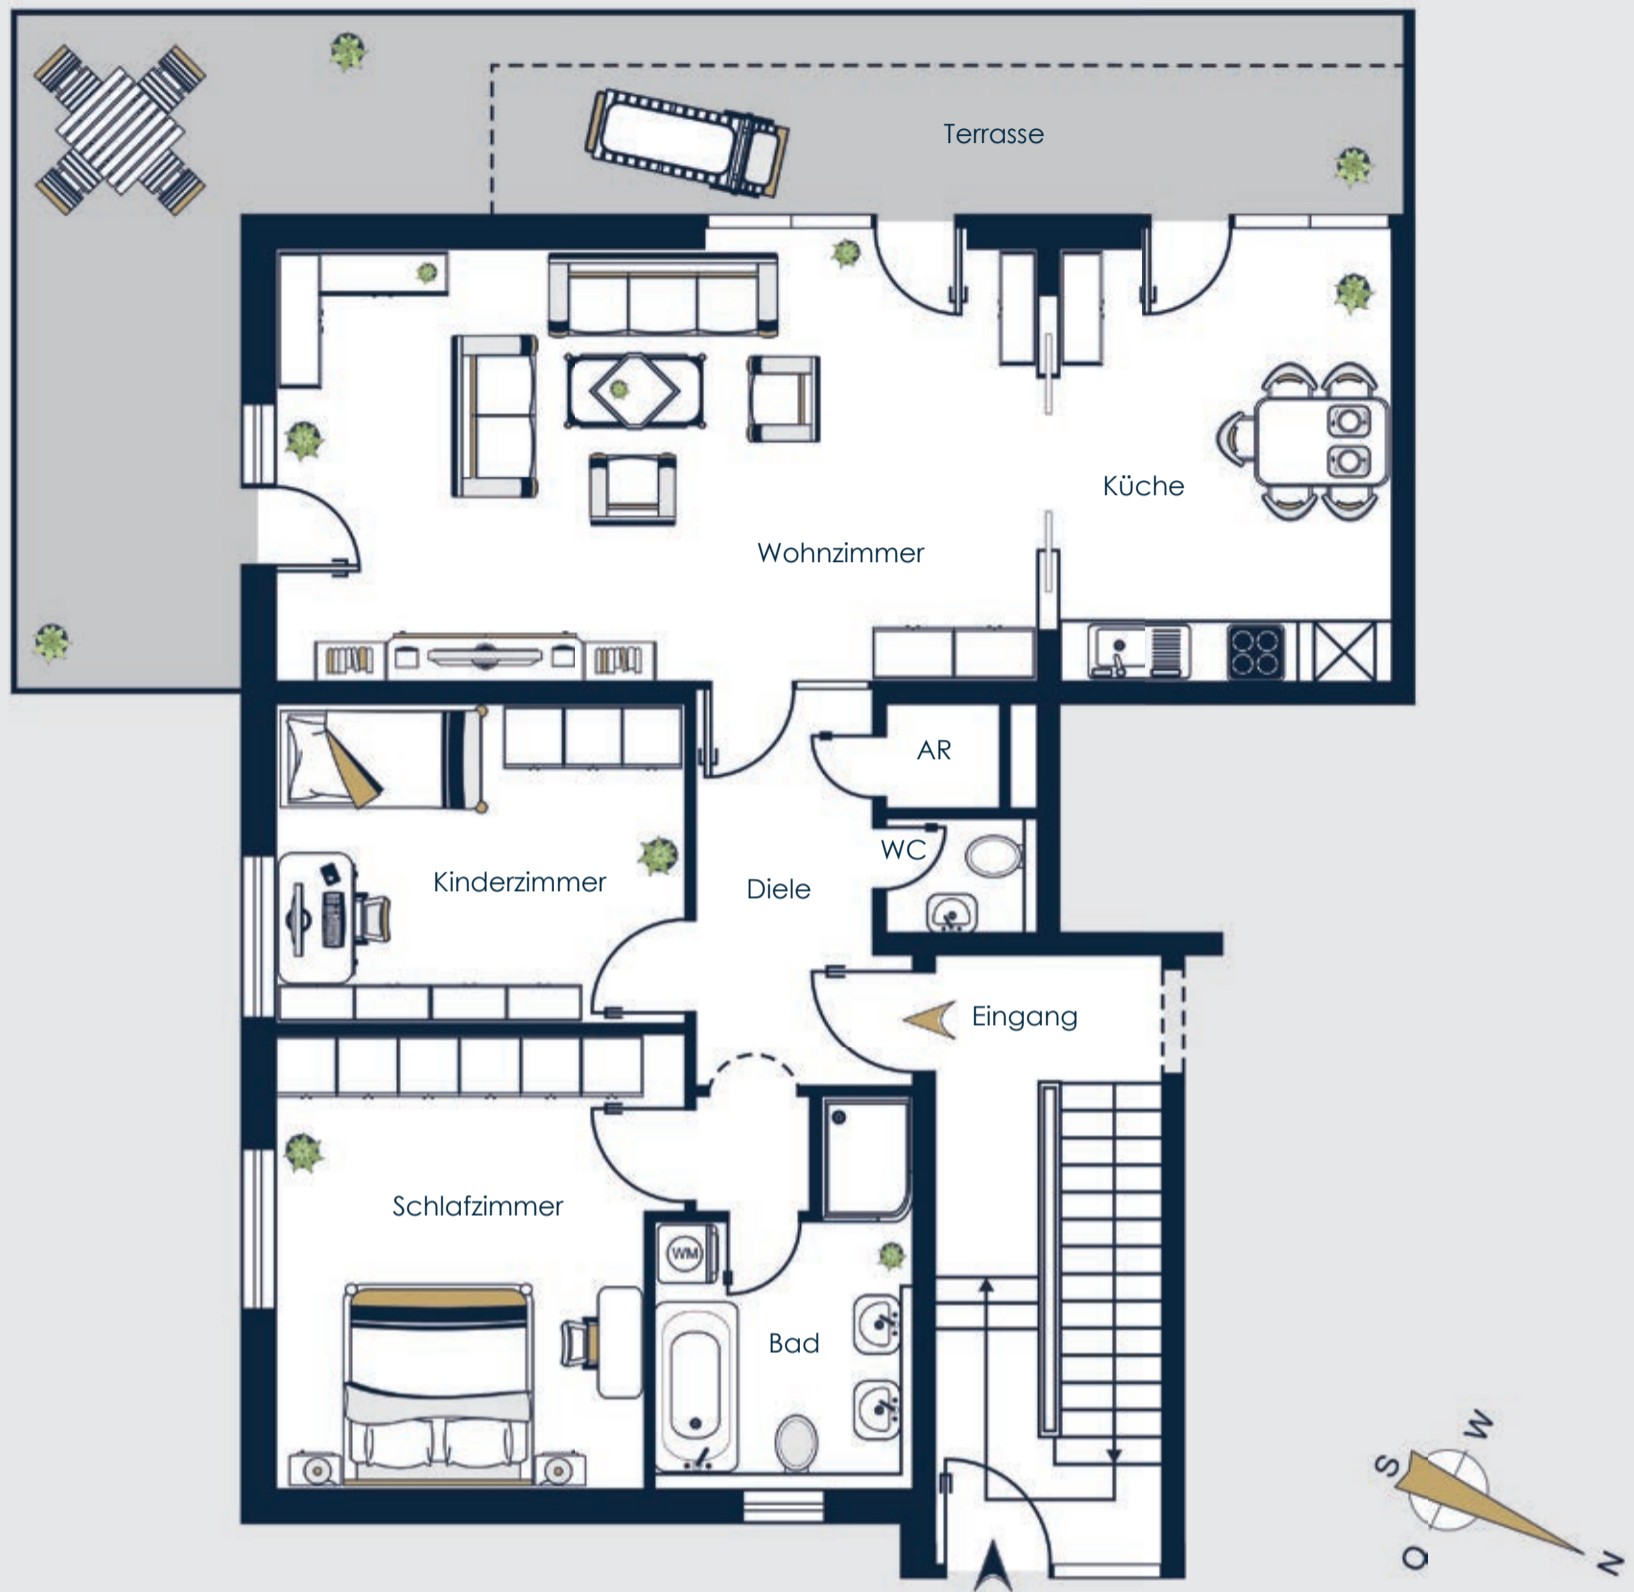 Terrasse
Küche
Wohnzimmer
AR
WC
Kinderzimmer
Diele
Eingang
Schlafzimmer
WM
Bad
W
S
O
N